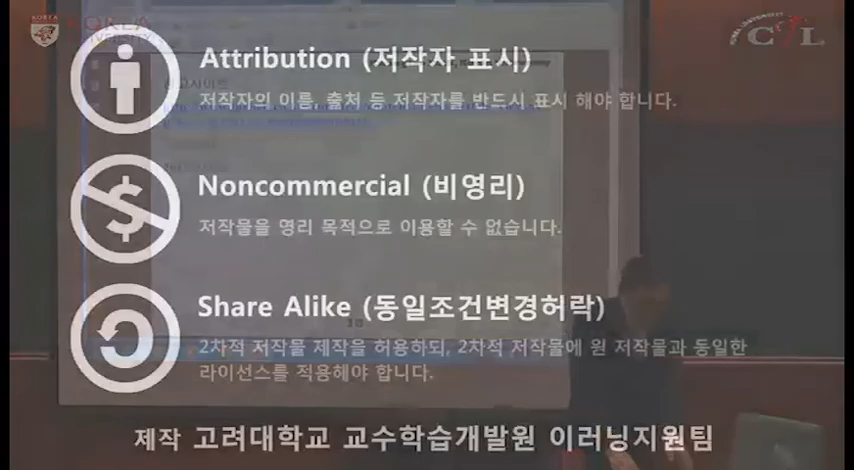 KOREA
UNIVERSITY
CTL
Attribution (저작자 표시)
저작자의 이름, 출처 등 저작자를 반드시 표시 해야 합니다.
Noncommercial (비영리)
저작물을 영리 목적으로 이용할 수 없습니다.
Share Alike (동일조건변경허락)
2차적 저작물 제작을 허용하되, 2차적 저작물에 원 저작물과 동일한
라이선스를 적용해야 합니다.
제작 고려대학교 교수학습개발원 이러닝지원팀